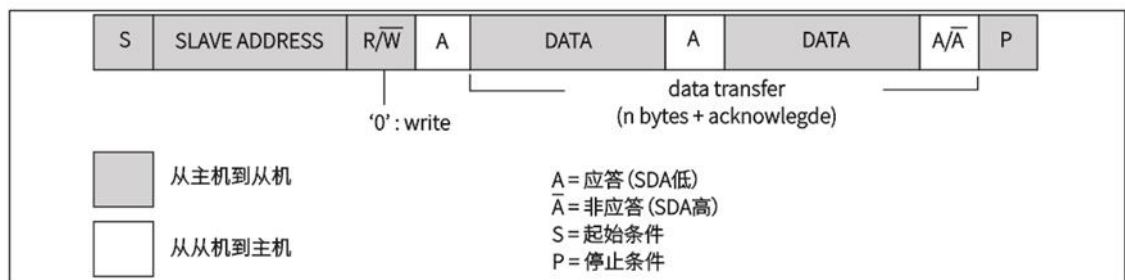 S SLAVE ADDRESS R/W̅ A DATA A DATA A/A̅ P
data transfer
(n bytes + acknowlegde)
‘0’ : write
从主机到从机
从从机到主机
A = 应答（SDA低）
A̅ = 非应答（SDA高）
S = 起始条件
P = 停止条件